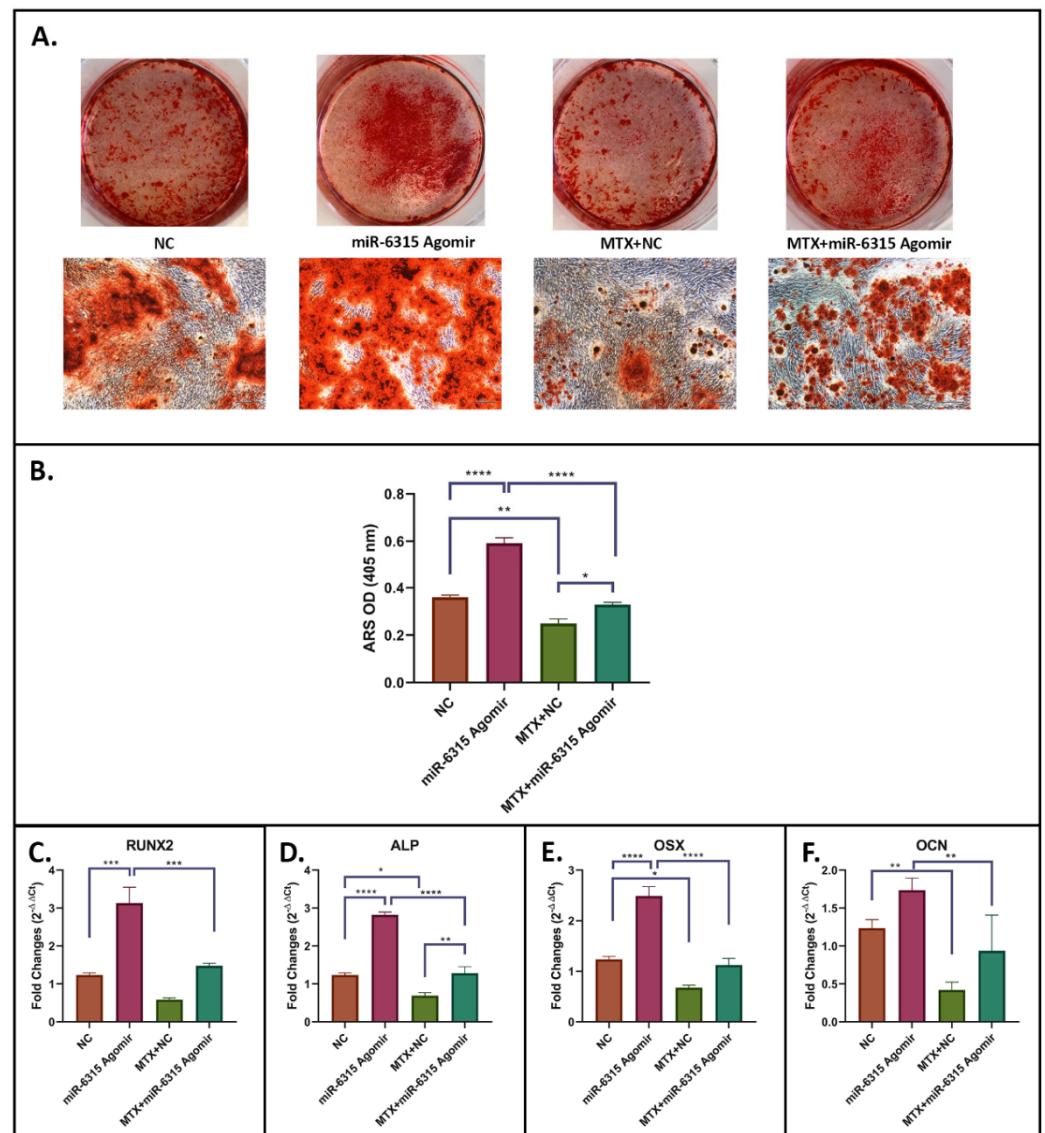 A.
NC
miR-6315 Agomir
MTX+NC
MTX+miR-6315 Agomir
B.
ARS OD (405 nm)
0.8
0.6
0.4
0.2
0.0
****
****
**
*
NC
miR-6315 Agomir
MTX+NC
MTX+miR-6315 Agomir
C.
RUNX2
Fold Changes (2^-Δ ΔCt)
4
3
2
1
0
***
***
NC
miR-6315 Agomir
MTX+NC
MTX+miR-6315 Agomir
D.
ALP
Fold Changes (2^-Δ ΔCt)
4
3
2
1
0
*
****
****
**
NC
miR-6315 Agomir
MTX+NC
MTX+miR-6315 Agomir
E.
OSX
Fold Changes (2^-Δ ΔCt)
3
2
1
0
****
****
*
NC
miR-6315 Agomir
MTX+NC
MTX+miR-6315 Agomir
F.
OCN
Fold Changes (2^-Δ ΔCt)
2.0
1.5
1.0
0.5
0.0
**
**
NC
miR-6315 Agomir
MTX+NC
MTX+miR-6315 Agomir